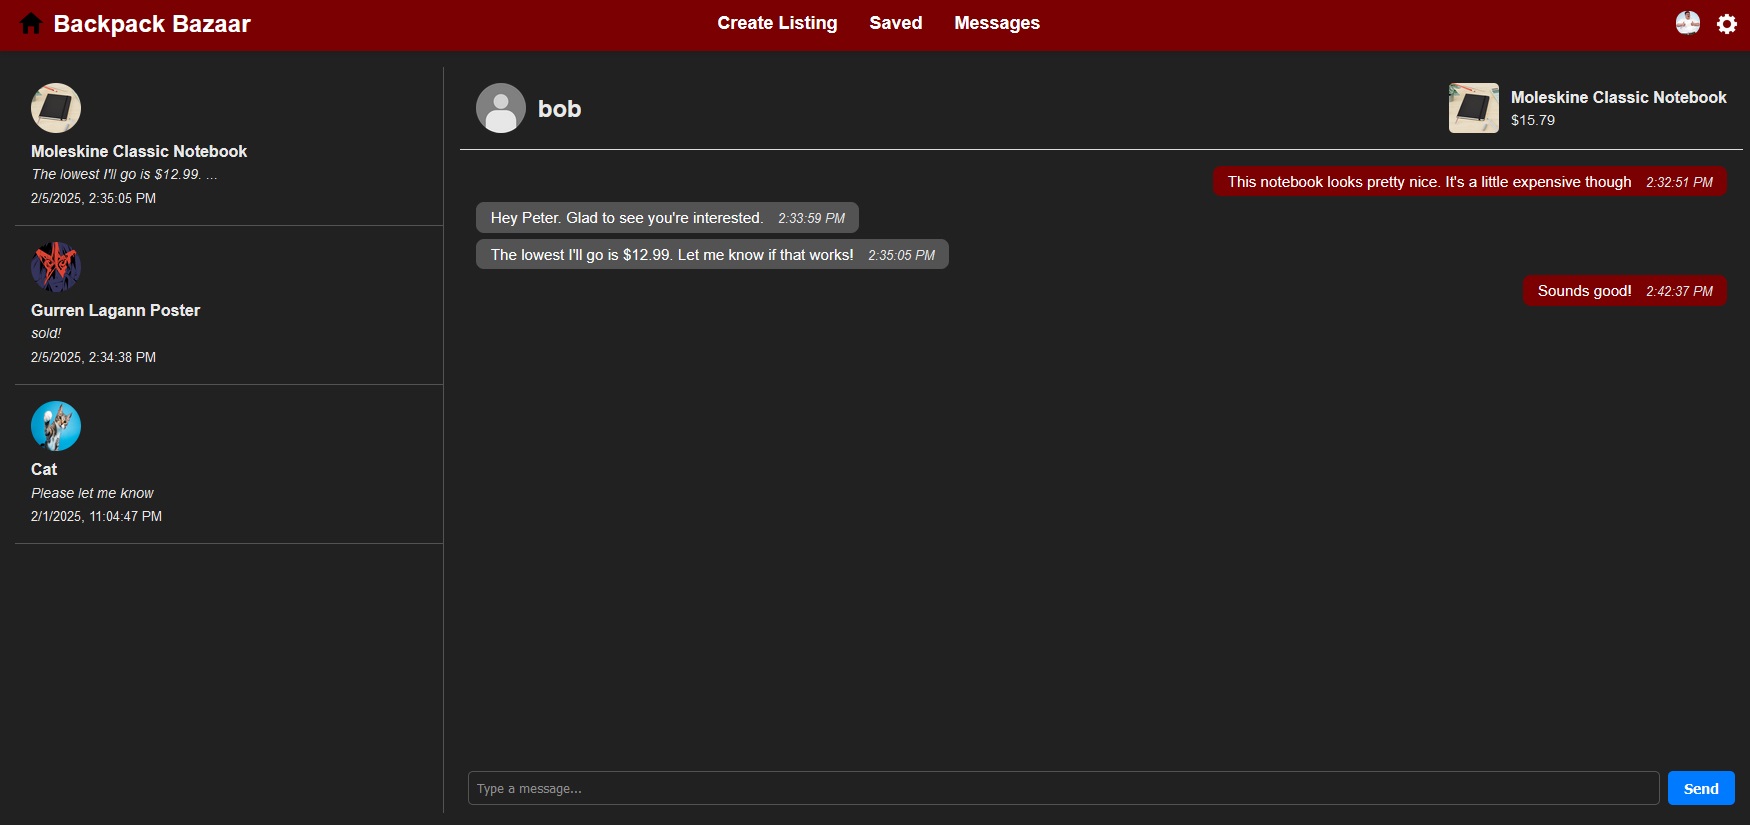 Backpack Bazaar
Create Listing
Saved
Messages
Moleskine Classic Notebook
The lowest I'll go is $12.99. ...
2/5/2025, 2:35:05 PM
Gurren Lagann Poster
sold!
2/5/2025, 2:34:38 PM
Cat
Please let me know
2/1/2025, 11:04:47 PM
bob
Moleskine Classic Notebook
$15.79
This notebook looks pretty nice. It's a little expensive though 2:32:51 PM
Hey Peter. Glad to see you're interested. 2:33:59 PM
The lowest I'll go is $12.99. Let me know if that works! 2:35:05 PM
Sounds good! 2:42:37 PM
Type a message...
Send